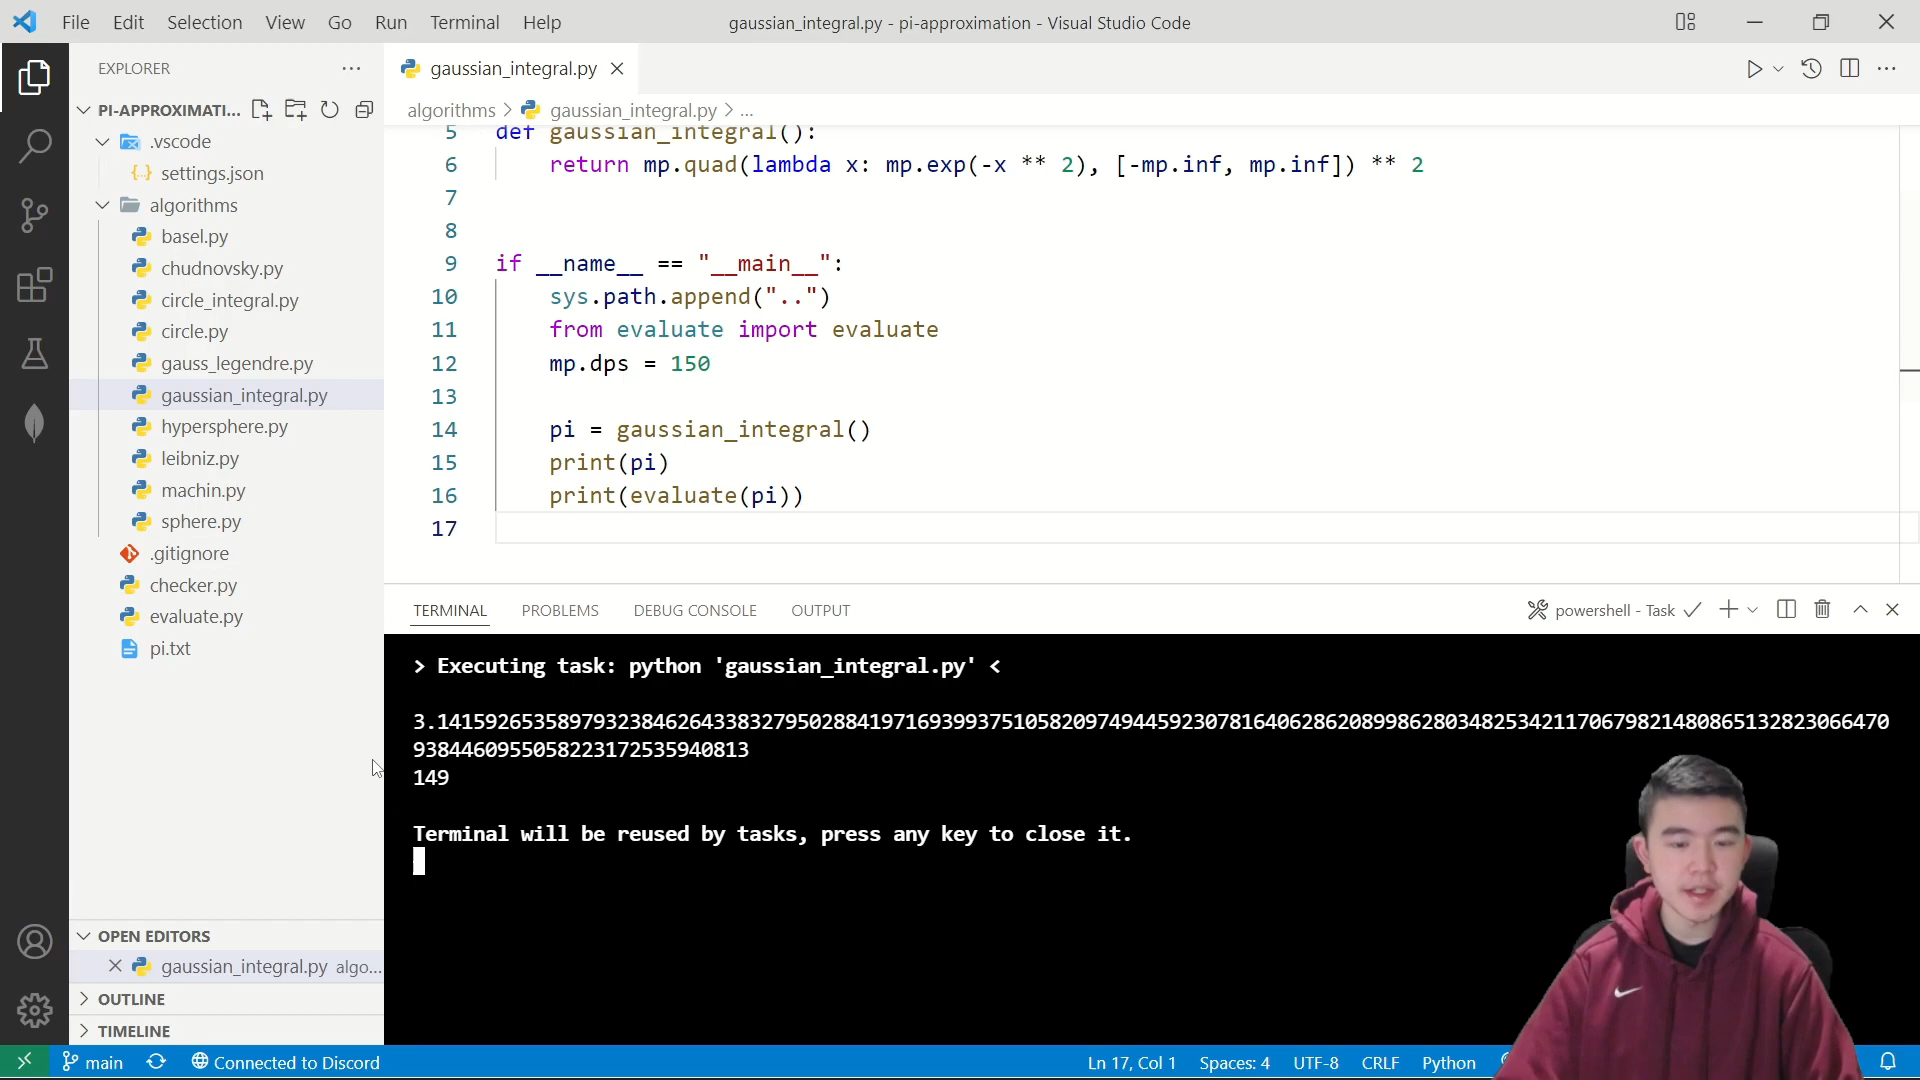 File Edit Selection View Go Run Terminal Help
gaussian_integral.py - pi-approximation - Visual Studio Code
EXPLORER
PI-APPROXIMATI...
.vscode
settings.json
algorithms
basel.py
chudnovsky.py
circle_integral.py
circle.py
gauss_legendre.py
gaussian_integral.py
hypersphere.py
leibniz.py
machin.py
sphere.py
.gitignore
checker.py
evaluate.py
pi.txt
OPEN EDITORS
gaussian_integral.py algo...
OUTLINE
TIMELINE
gaussian_integral.py
algorithms > gaussian_integral.py > ...
5 def gaussian_integral():
6 return mp.quad(lambda x: mp.exp(-x ** 2), [-mp.inf, mp.inf]) ** 2
7
8
9 if __name__ == "__main__":
10 sys.path.append("..")
11 from evaluate import evaluate
12 mp.dps = 150
13
14 pi = gaussian_integral()
15 print(pi)
16 print(evaluate(pi))
17
TERMINAL PROBLEMS DEBUG CONSOLE OUTPUT
powershell - Task
> Executing task: python 'gaussian_integral.py' <
3.14159265358979323846264338327950288419716939937510582097494459230781640628620899862803482534211706798214808651328230664​70
93844609550582231725359​40813
149
Terminal will be reused by tasks, press any key to close it.
main
Connected to Discord
Ln 17, Col 1 Spaces: 4 UTF-8 CRLF Python